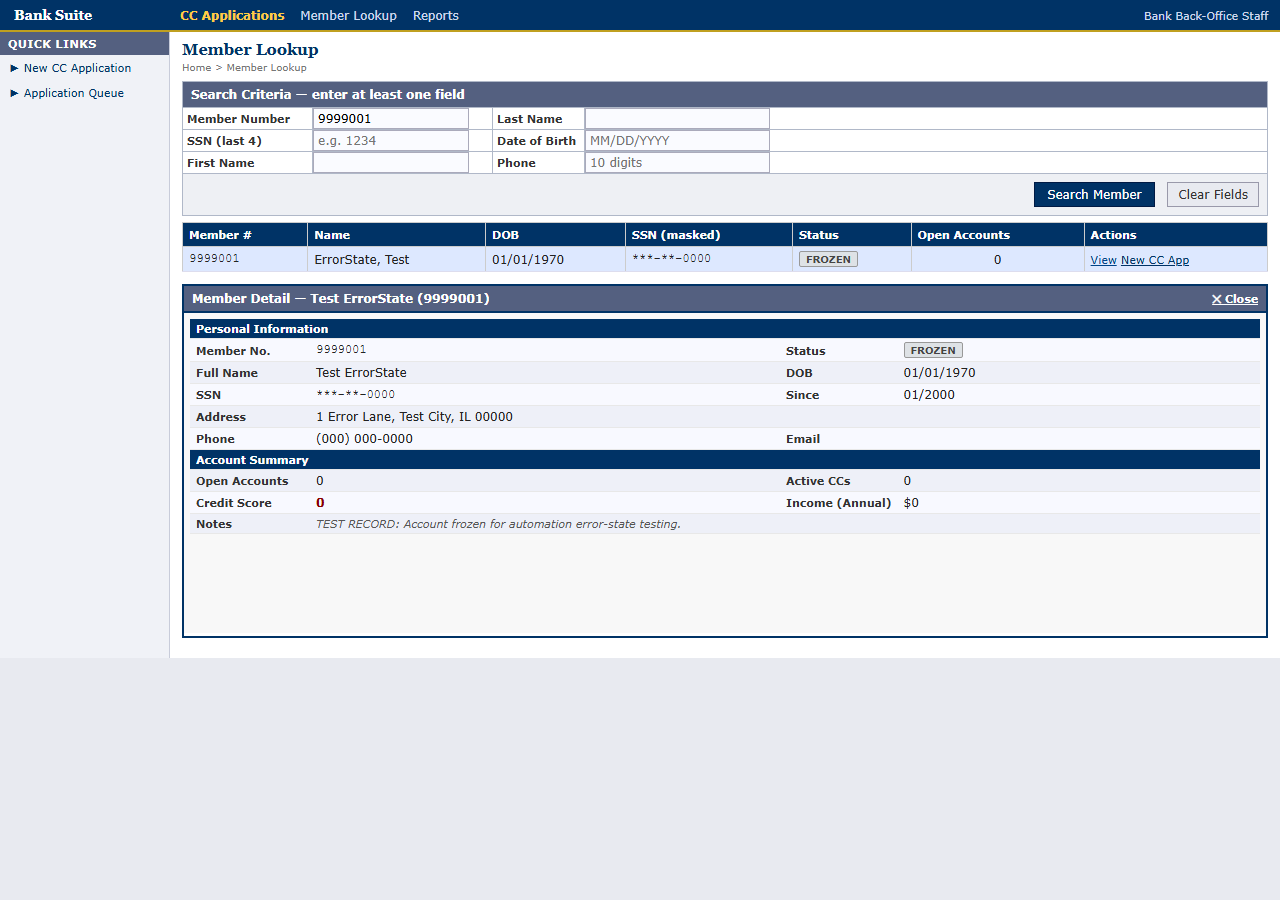 Bank Suite CC Applications Member Lookup Reports Bank Back-Office Staff
QUICK LINKS
► New CC Application
► Application Queue
Member Lookup
Home > Member Lookup
Search Criteria — enter at least one field
Member Number 9999001 Last Name
SSN (last 4) e.g. 1234 Date of Birth MM/DD/YYYY
First Name Phone 10 digits
Search Member Clear Fields
Member # Name DOB SSN (masked) Status Open Accounts Actions
9999001 ErrorState, Test 01/01/1970 ***-**-0000 FROZEN 0 View New CC App
Member Detail — Test ErrorState (9999001) X Close
Personal Information
Member No. 9999001 Status FROZEN
Full Name Test ErrorState DOB 01/01/1970
SSN ***-**-0000 Since 01/2000
Address 1 Error Lane, Test City, IL 00000
Phone (000) 000-0000 Email
Account Summary
Open Accounts 0 Active CCs 0
Credit Score 0 Income (Annual) $0
Notes TEST RECORD: Account frozen for automation error-state testing.